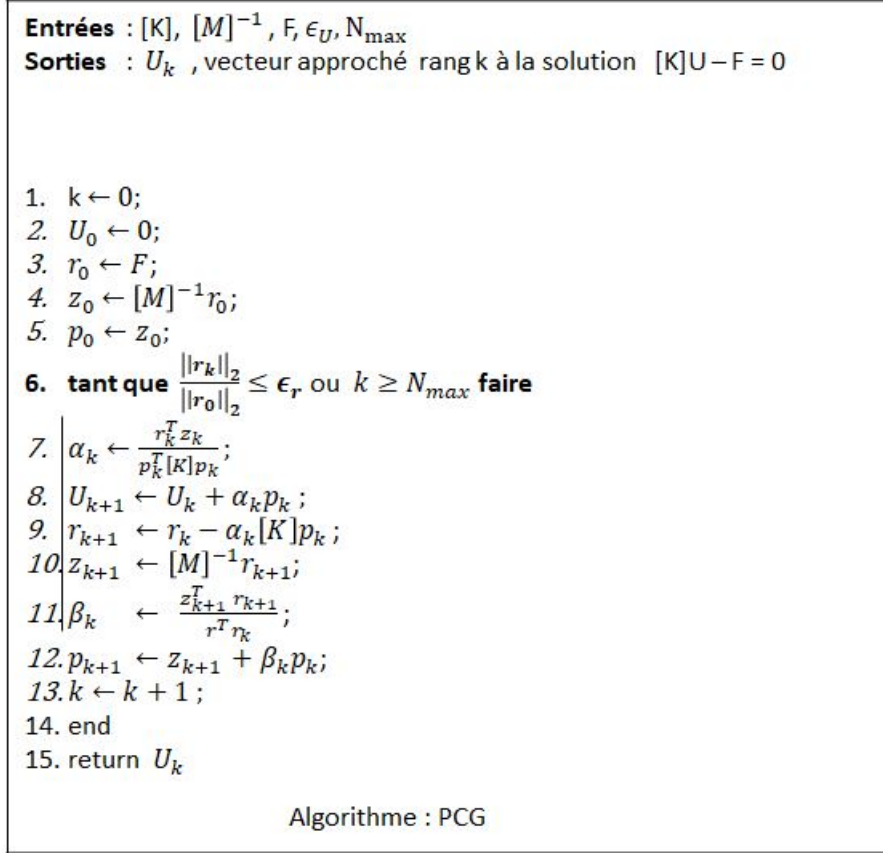 Entrées : [K], [M]⁻¹ , F, ϵ_U, N_max
Sorties : U_k , vecteur approché rang k à la solution [K]U – F = 0
1. k ← 0;
2. U₀ ← 0;
3. r₀ ← F;
4. z₀ ← [M]⁻¹r₀;
5. p₀ ← z₀;
6. tant que ||r_k||₂ / ||r₀||₂ ≤ ϵ_r ou k ≥ N_max faire
7. α_k ← r_k^T z_k / p_k^T [K]p_k ;
8. U_{k+1} ← U_k + α_k p_k ;
9. r_{k+1} ← r_k − α_k [K]p_k ;
10. z_{k+1} ← [M]⁻¹r_{k+1};
11. β_k ← z_{k+1}^T r_{k+1} / r^T r_k ;
12. p_{k+1} ← z_{k+1} + β_k p_k;
13. k ← k + 1 ;
14. end
15. return U_k
Algorithme : PCG